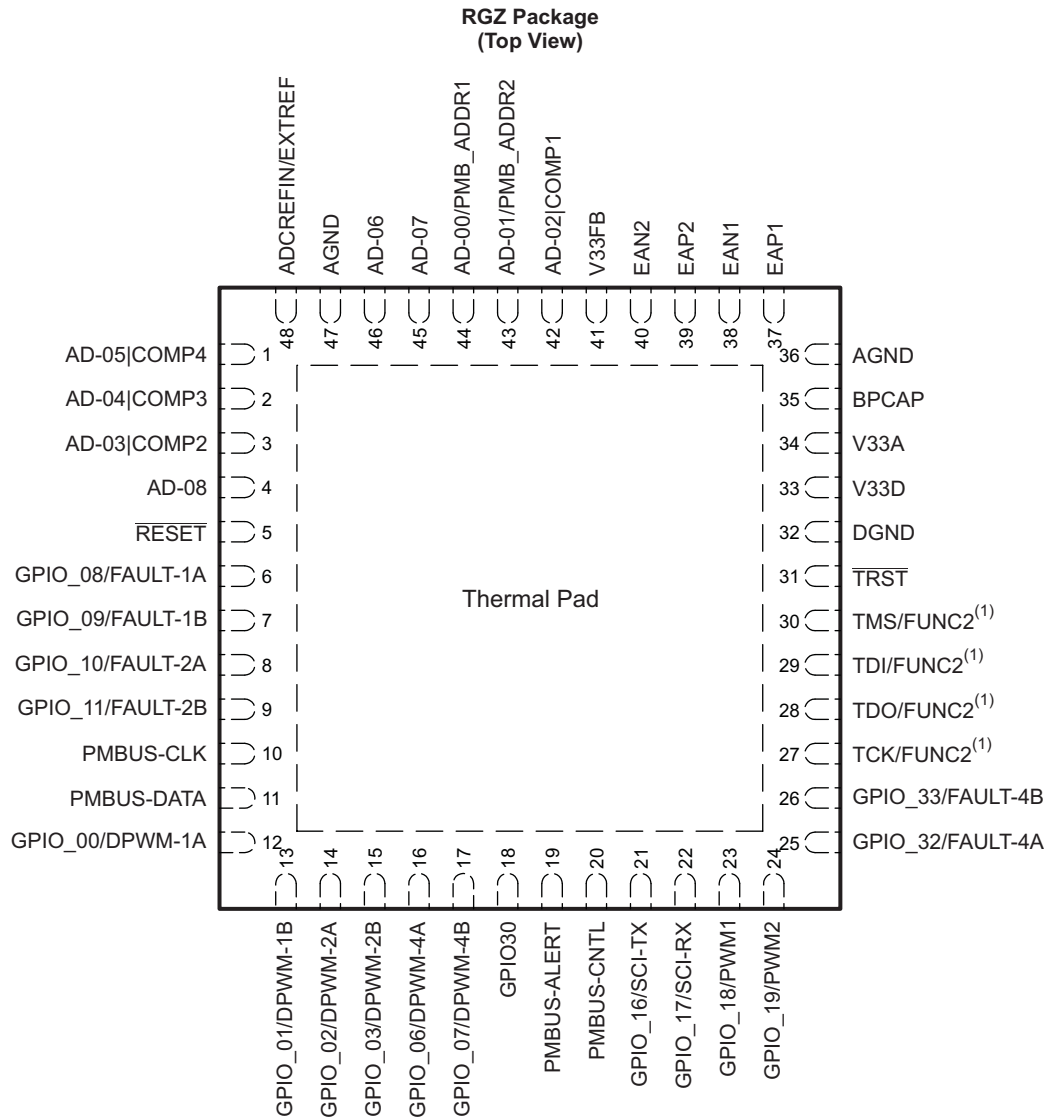 RGZ Package
(Top View)
ADCREFIN/EXTREF
AGND
AD-06
AD-07
AD-00/PMB_ADDR1
AD-01/PMB_ADDR2
AD-02|COMP1
V33FB
EAN2
EAP2
EAN1
EAP1
48
47
46
45
44
43
42
41
40
39
38
37
AD-05|COMP4 1
AD-04|COMP3 2
AD-03|COMP2 3
AD-08 4
RESET 5
GPIO_08/FAULT-1A 6
GPIO_09/FAULT-1B 7
GPIO_10/FAULT-2A 8
GPIO_11/FAULT-2B 9
PMBUS-CLK 10
PMBUS-DATA 11
GPIO_00/DPWM-1A 12
Thermal Pad
36 AGND
35 BPCAP
34 V33A
33 V33D
32 DGND
31 TRST
30 TMS/FUNC2(1)
29 TDI/FUNC2(1)
28 TDO/FUNC2(1)
27 TCK/FUNC2(1)
26 GPIO_33/FAULT-4B
25 GPIO_32/FAULT-4A
13
14
15
16
17
18
19
20
21
22
23
24
GPIO_01/DPWM-1B
GPIO_02/DPWM-2A
GPIO_03/DPWM-2B
GPIO_06/DPWM-4A
GPIO_07/DPWM-4B
GPIO30
PMBUS-ALERT
PMBUS-CNTL
GPIO_16/SCI-TX
GPIO_17/SCI-RX
GPIO_18/PWM1
GPIO_19/PWM2